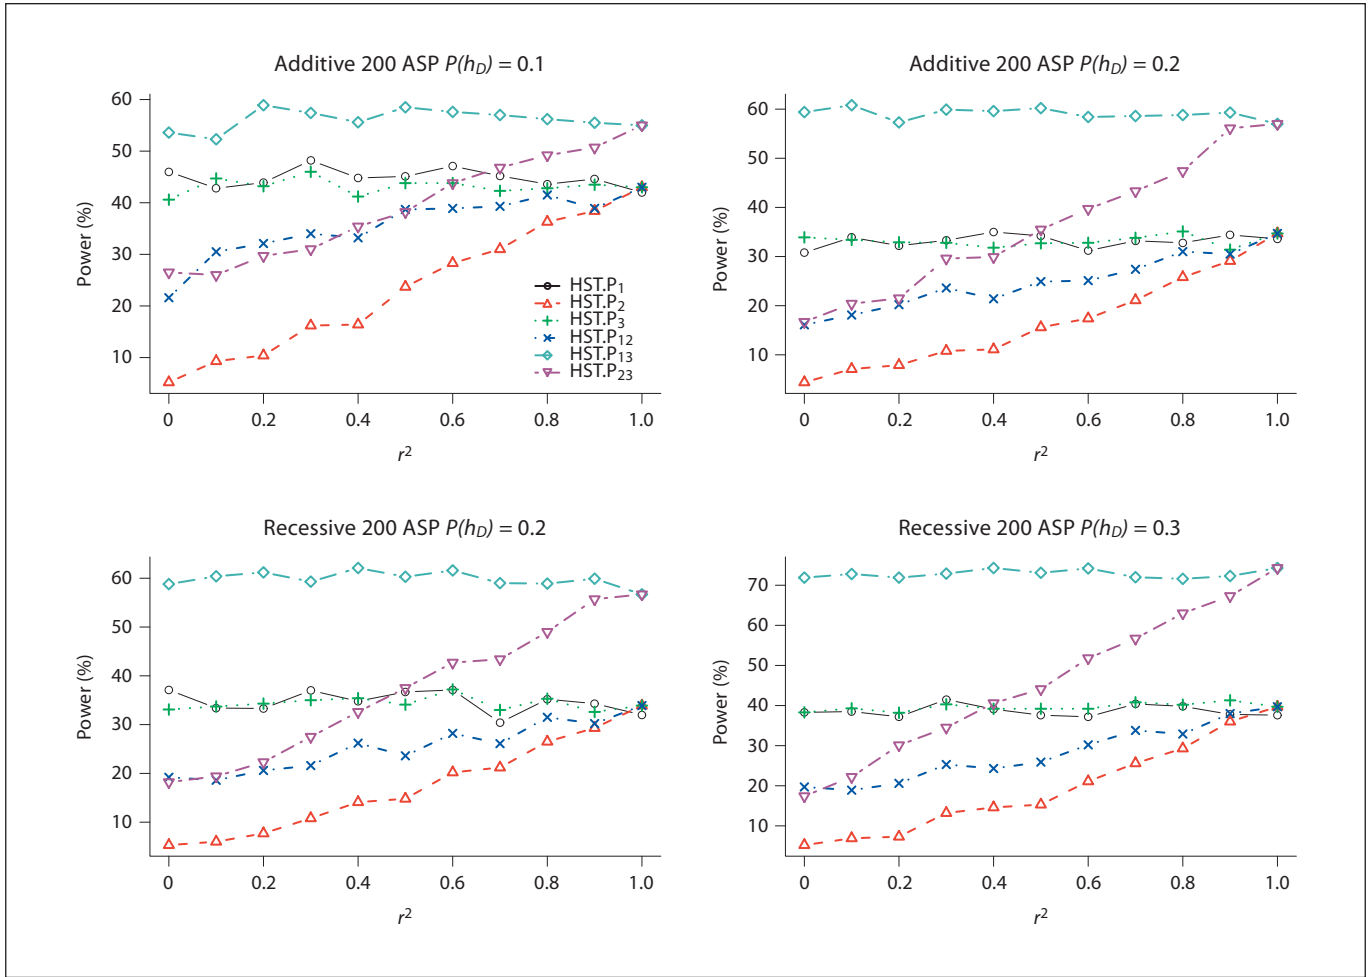 Additive 200 ASP P(hD) = 0.1
60
50
40
30
20
10
Power (%)
HST.P1
HST.P2
HST.P3
HST.P12
HST.P13
HST.P23
0 0.2 0.4 0.6 0.8 1.0
r2
Additive 200 ASP P(hD) = 0.2
60
50
40
30
20
10
Power (%)
0 0.2 0.4 0.6 0.8 1.0
r2
Recessive 200 ASP P(hD) = 0.2
60
50
40
30
20
10
Power (%)
0 0.2 0.4 0.6 0.8 1.0
r2
Recessive 200 ASP P(hD) = 0.3
70
60
50
40
30
20
10
Power (%)
0 0.2 0.4 0.6 0.8 1.0
r2